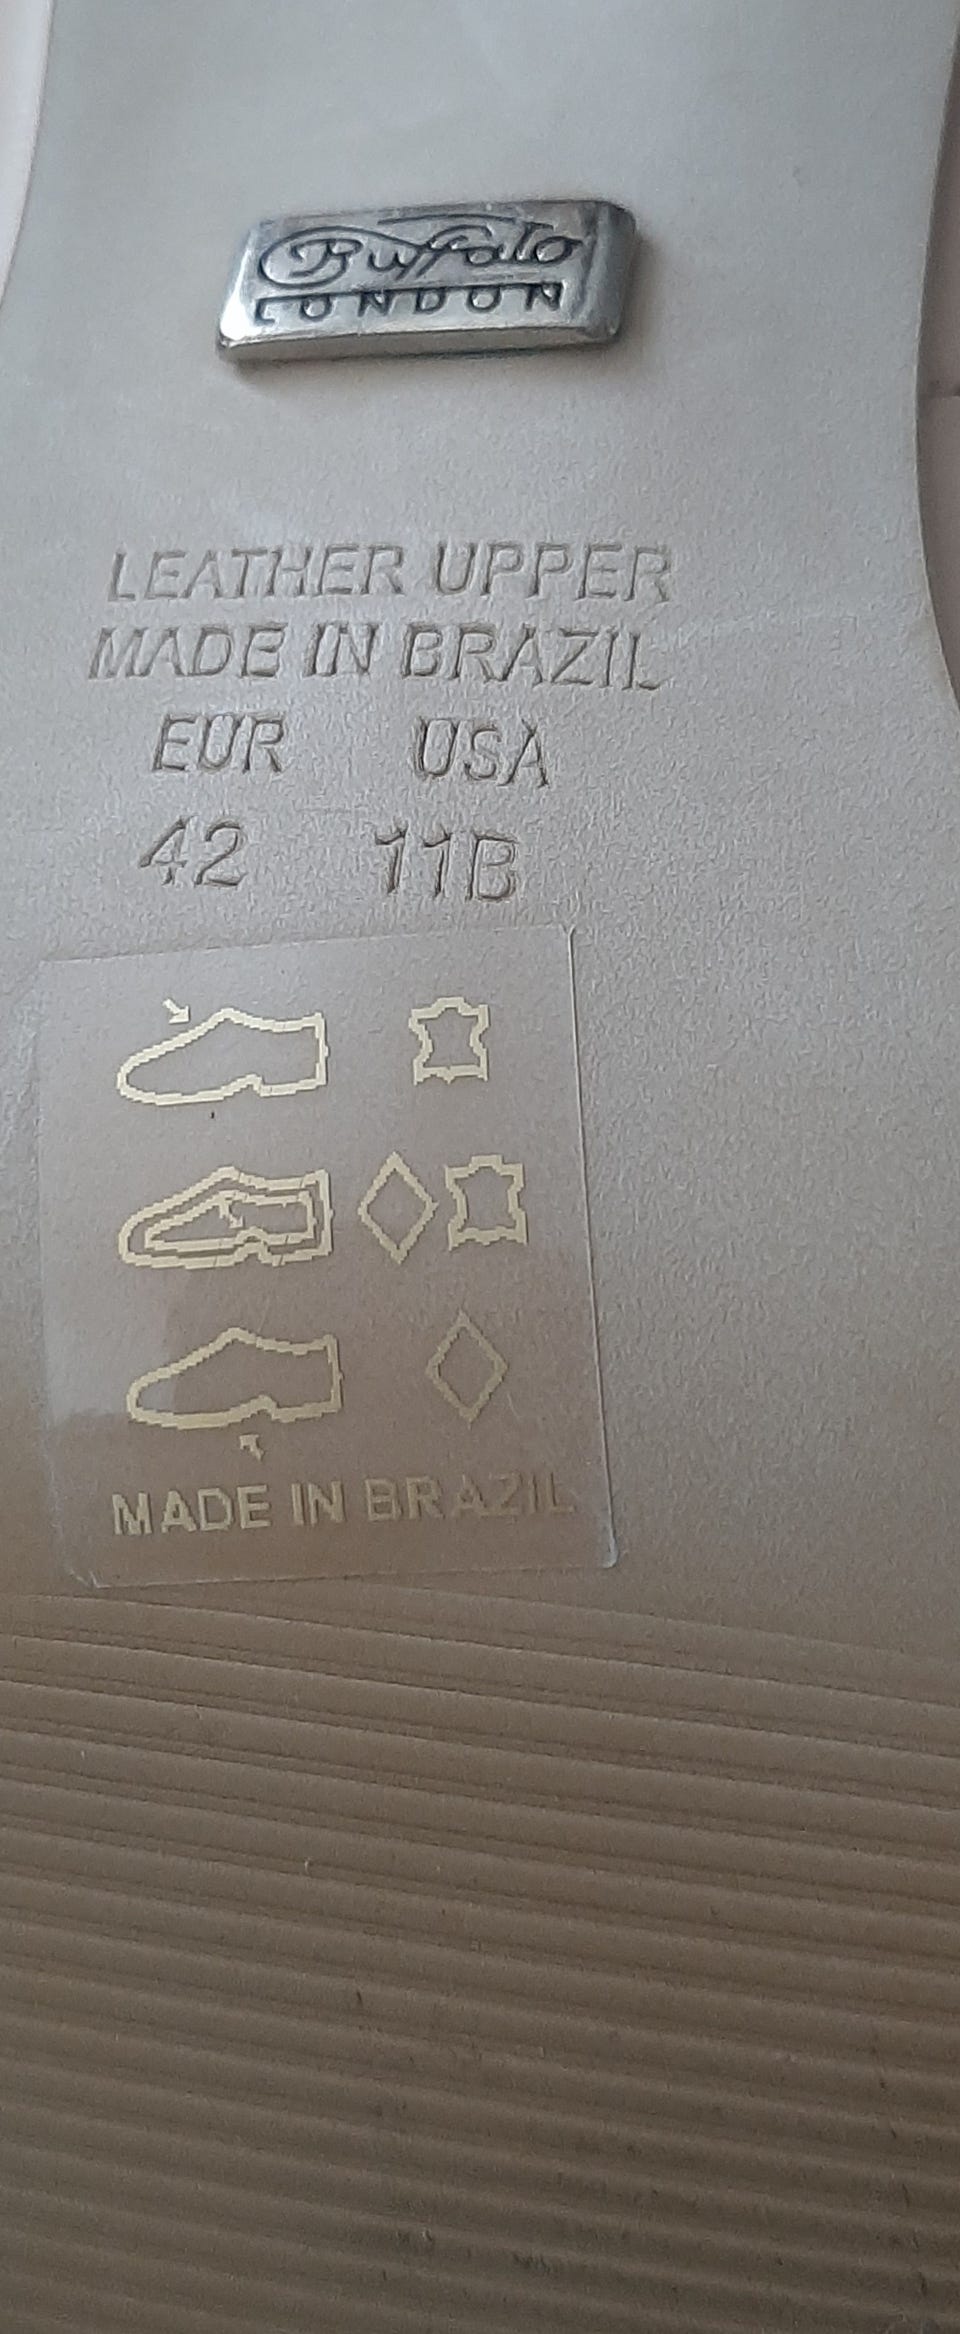 Buffalo
LONDON
LEATHER UPPER
MADE IN BRAZIL
EUR USA
42 11B
MADE IN BRAZIL